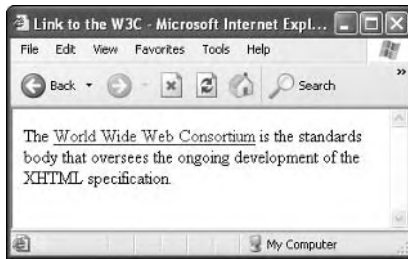 Link to the W3C - Microsoft Internet Expl...
File Edit View Favorites Tools Help
Back Search
The World Wide Web Consortium is the standards
body that oversees the ongoing development of the
XHTML specification.
My Computer